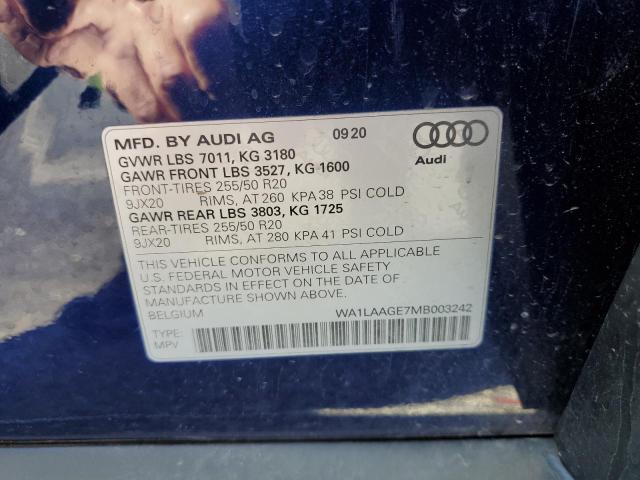 MFD. BY AUDI AG 09 20
GVWR LBS 7011, KG 3180
GAWR FRONT LBS 3527, KG 1600
FRONT-TIRES 255/50 R20
9JX20 RIMS, AT 260 KPA 38 PSI COLD
GAWR REAR LBS 3803, KG 1725
REAR-TIRES 255/50 R20
9JX20 RIMS, AT 280 KPA 41 PSI COLD
Audi
THIS VEHICLE CONFORMS TO ALL APPLICABLE
U.S. FEDERAL MOTOR VEHICLE SAFETY
STANDARDS IN EFFECT ON THE DATE OF
MANUFACTURE SHOWN ABOVE.
BELGIUM WA1LAAGE7MB003242
TYPE:
MPV